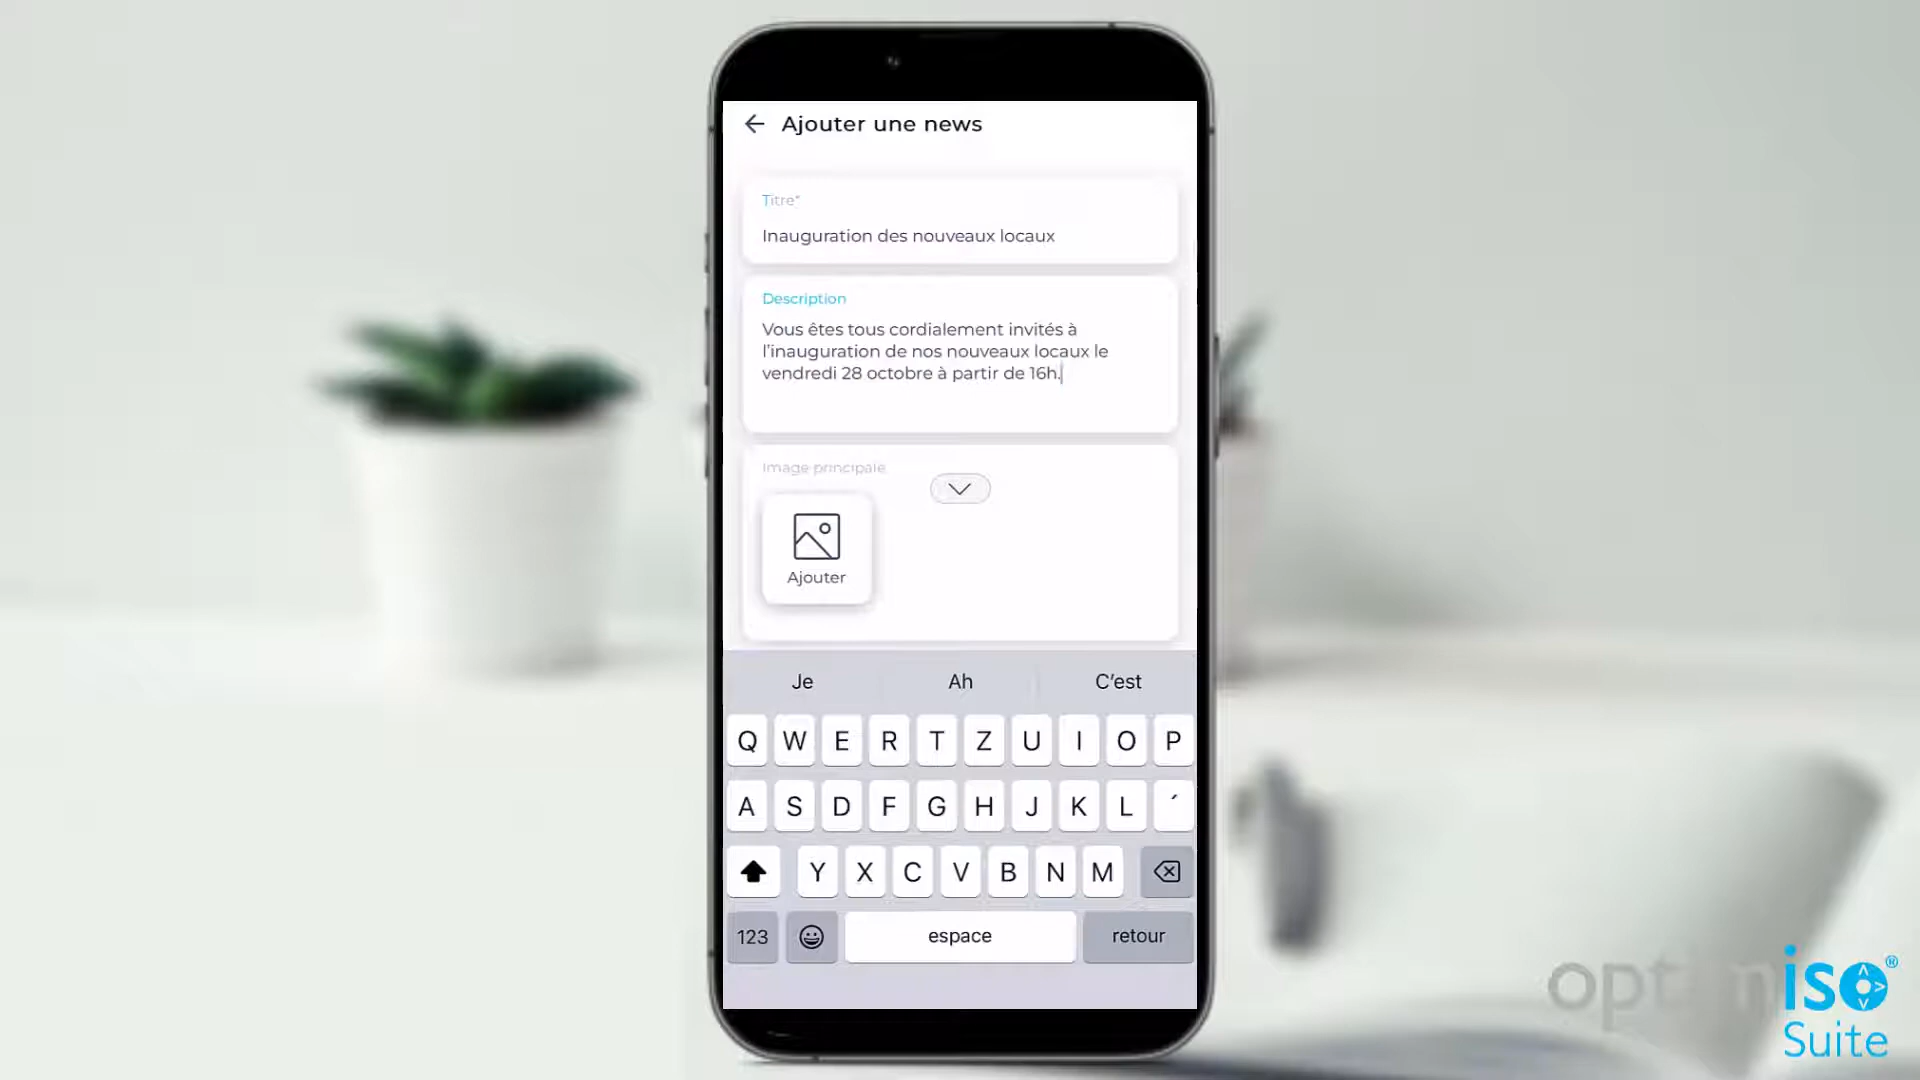 Ajouter une news
Titre*
Inauguration des nouveaux locaux
Description
Vous êtes tous cordialement invités à
l'inauguration de nos nouveaux locaux le
vendredi 28 octobre à partir de 16h.
Image principale
Ajouter
Je Ah C'est
Q W E R T Z U I O P
A S D F G H J K L ´
Y X C V B N M
123 espace retour
optimiso®
Suite